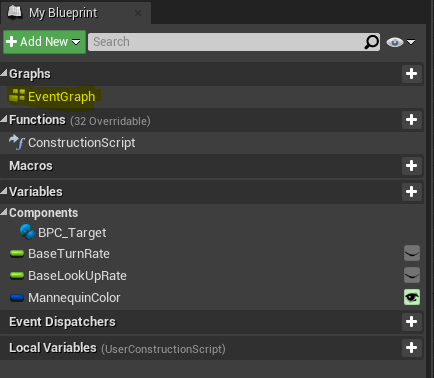 My Blueprint
Add New Search
Graphs
EventGraph
Functions (32 Overridable)
ConstructionScript
Macros
Variables
Components
BPC_Target
BaseTurnRate
BaseLookUpRate
MannequinColor
Event Dispatchers
Local Variables (UserConstructionScript)